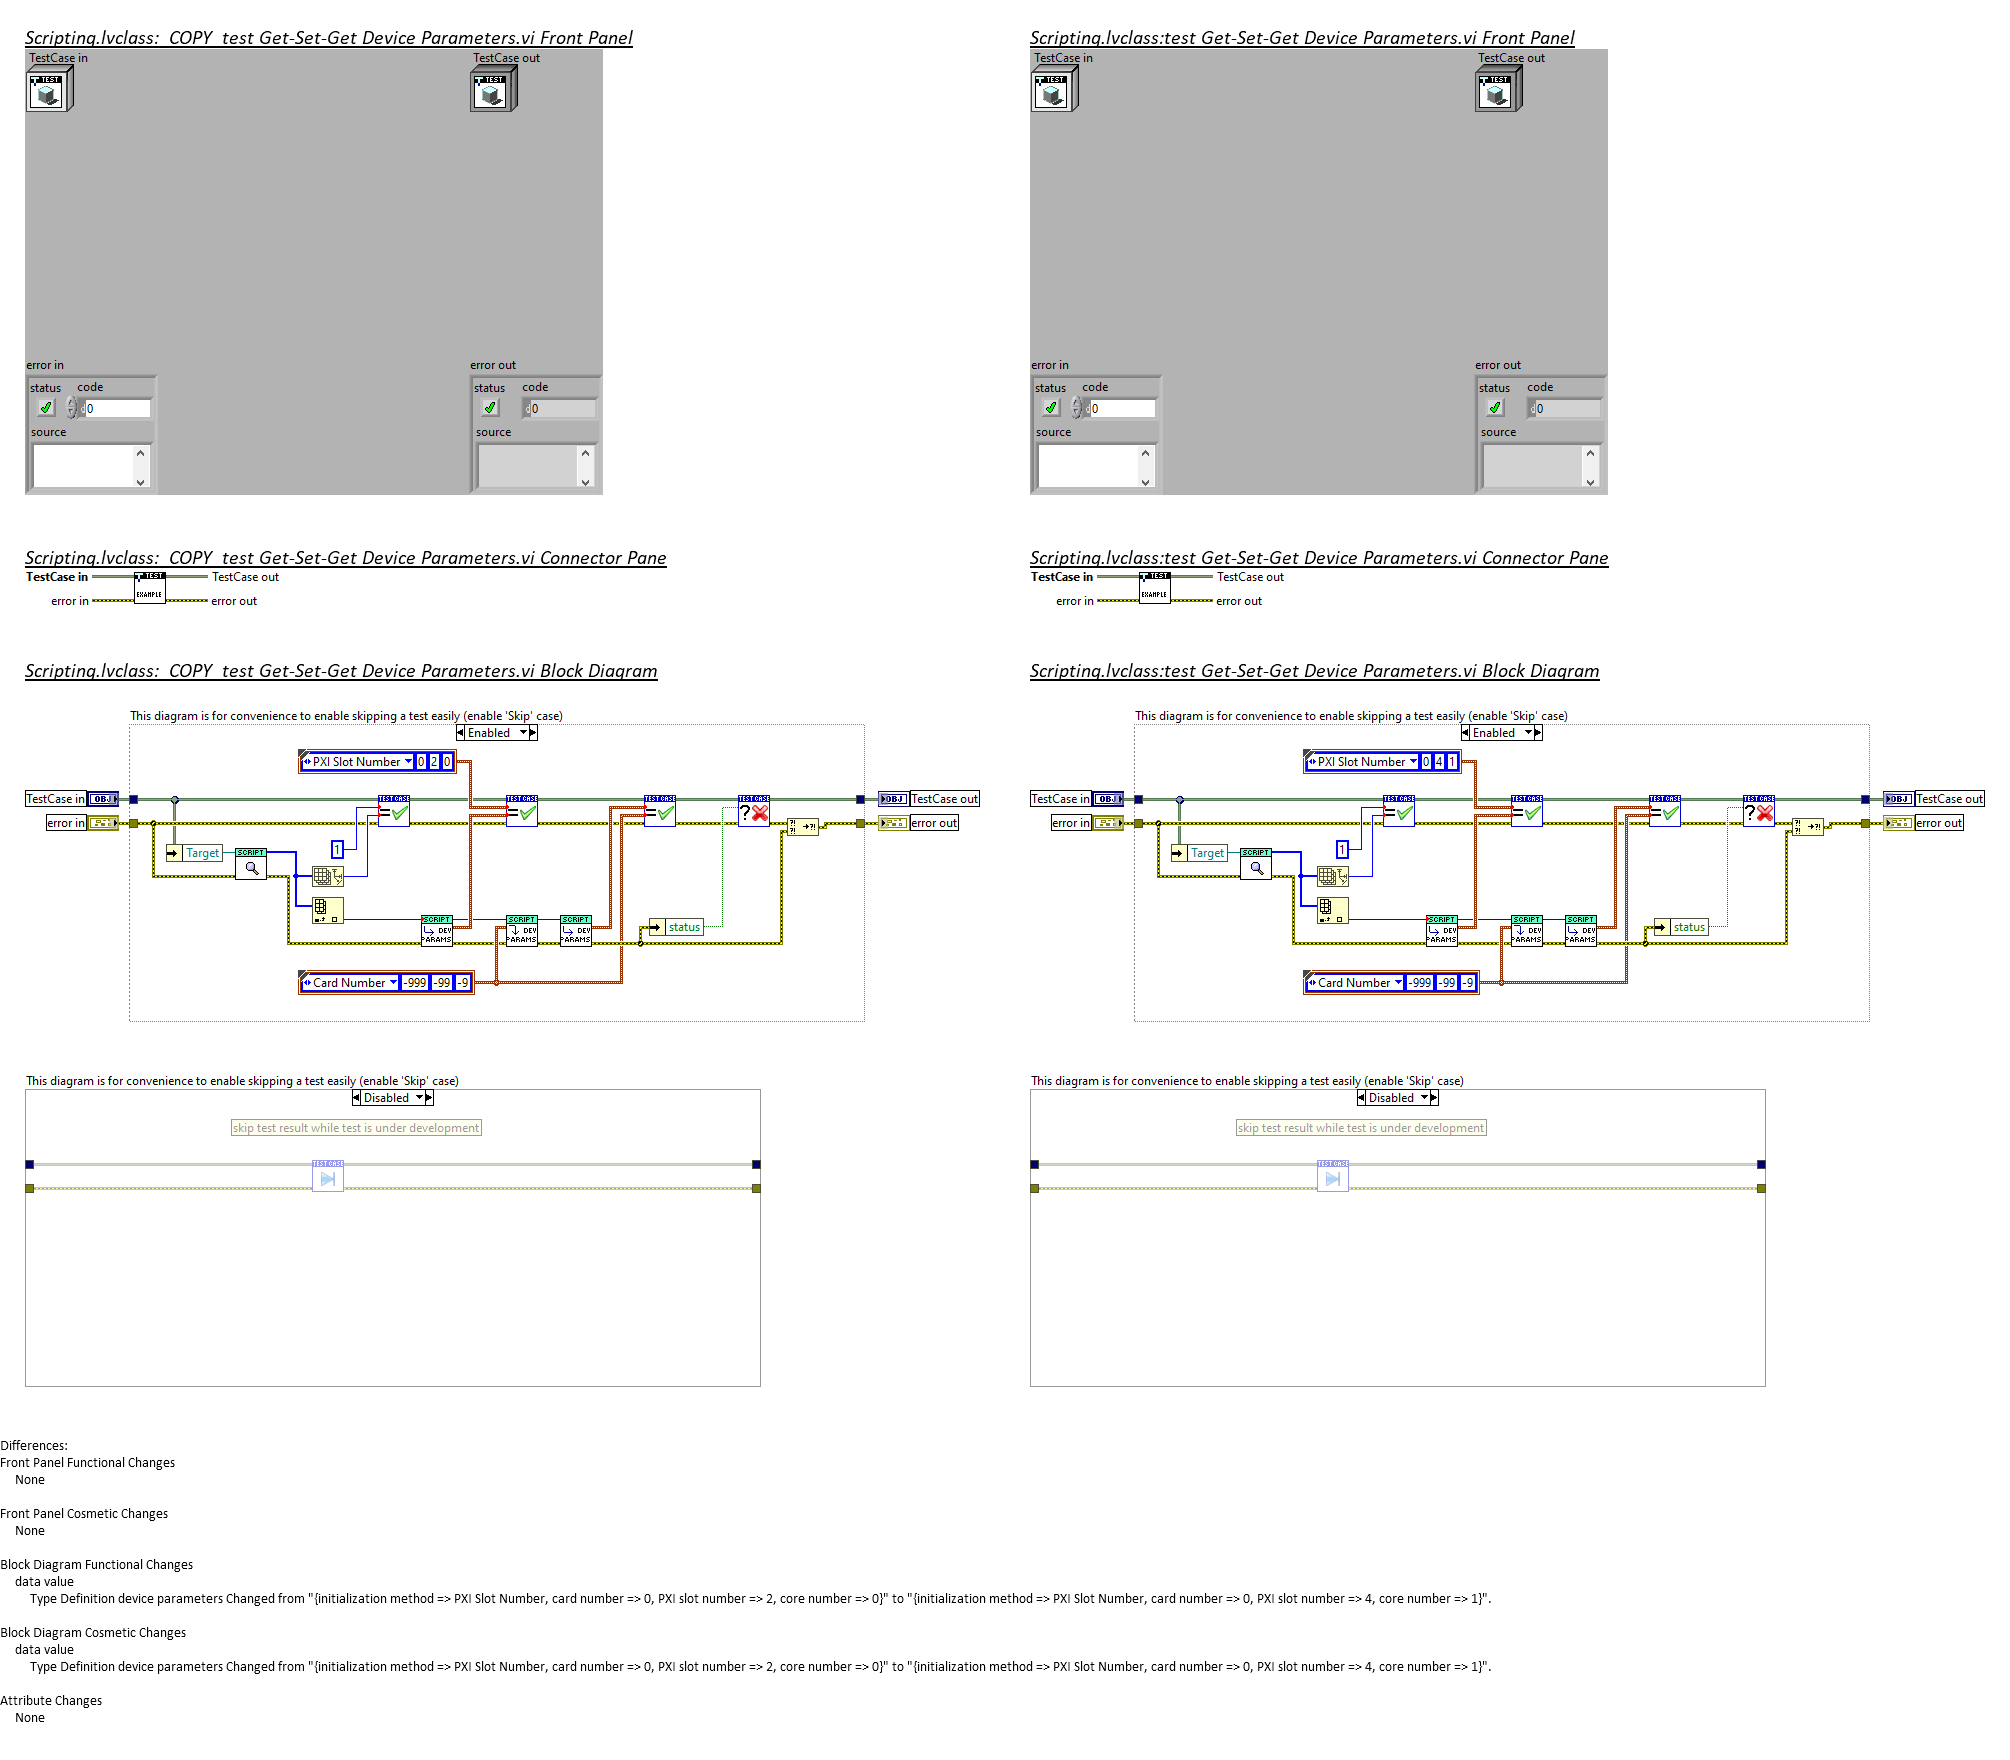 Scripting.lvclass:_COPY_test Get-Set-Get Device Parameters.vi Front Panel
TestCase in
TEST
TestCase out
TEST
error in
status
code
d
0
source
error out
status
code
d
0
source
Scripting.lvclass:_COPY_test Get-Set-Get Device Parameters.vi Connector Pane
TestCase in
TEST
EXAMPLE
TestCase out
error in
error out
Scripting.lvclass:_COPY_test Get-Set-Get Device Parameters.vi Block Diagram
This diagram is for convenience to enable skipping a test easily (enable 'Skip' case)
Enabled
PXI Slot Number
0 2 0
TestCase in
OBJ
TEST CASE
TEST CASE
TEST CASE
TEST CASE
OBJ
TestCase out
error in
error out
1
Target
SCRIPT
SCRIPT
DEV
PARAMS
SCRIPT
DEV
PARAMS
SCRIPT
DEV
PARAMS
status
Card Number
-999 -99 -9
This diagram is for convenience to enable skipping a test easily (enable 'Skip' case)
Disabled
skip test result while test is under development
TEST CASE
Scripting.lvclass:test Get-Set-Get Device Parameters.vi Front Panel
TestCase in
TEST
TestCase out
TEST
error in
status
code
d
0
source
error out
status
code
d
0
source
Scripting.lvclass:test Get-Set-Get Device Parameters.vi Connector Pane
TestCase in
TEST
EXAMPLE
TestCase out
error in
error out
Scripting.lvclass:test Get-Set-Get Device Parameters.vi Block Diagram
This diagram is for convenience to enable skipping a test easily (enable 'Skip' case)
Enabled
PXI Slot Number
0 4 1
TestCase in
OBJ
TEST CASE
TEST CASE
TEST CASE
TEST CASE
OBJ
TestCase out
error in
error out
1
Target
SCRIPT
SCRIPT
DEV
PARAMS
SCRIPT
DEV
PARAMS
SCRIPT
DEV
PARAMS
status
Card Number
-999 -99 -9
This diagram is for convenience to enable skipping a test easily (enable 'Skip' case)
Disabled
skip test result while test is under development
TEST CASE
Differences:
Front Panel Functional Changes
None
Front Panel Cosmetic Changes
None
Block Diagram Functional Changes
data value
Type Definition device parameters Changed from "{initialization method => PXI Slot Number, card number => 0, PXI slot number => 2, core number => 0}" to "{initialization method => PXI Slot Number, card number => 0, PXI slot number => 4, core number => 1}".
Block Diagram Cosmetic Changes
data value
Type Definition device parameters Changed from "{initialization method => PXI Slot Number, card number => 0, PXI slot number => 2, core number => 0}" to "{initialization method => PXI Slot Number, card number => 0, PXI slot number => 4, core number => 1}".
Attribute Changes
None